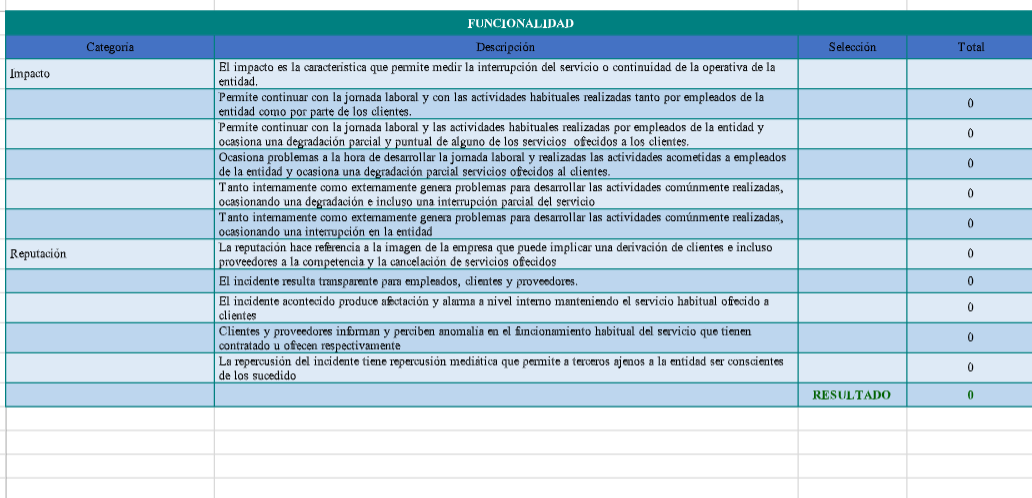 FUNCIONALIDAD
Categoría Descripción Selección Total
Impacto
El impacto es la característica que permite medir la interrupción del servicio o continuidad de la operativa de la
entidad.
Permite continuar con la jornada laboral y con las actividades habituales realizadas tanto por empleados de la
entidad como por parte de los clientes.
0
Permite continuar con la jornada laboral y las actividades habituales realizadas por empleados de la entidad y
ocasiona una degradación parcial y puntual de alguno de los servicios ofrecidos a los clientes.
0
Ocasiona problemas a la hora de desarrollar la jornada laboral y realizadas las actividades acometidas a empleados
de la entidad y ocasiona una degradación parcial servicios ofrecidos al clientes.
0
Tanto internamente como externamente genera problemas para desarrollar las actividades comúnmente realizadas,
ocasionando una degradación e incluso una interrupción parcial del servicio
0
Tanto internamente como externamente genera problemas para desarrollar las actividades comúnmente realizadas,
ocasionando una interrupción en la entidad
0
Reputación
La reputación hace referencia a la imagen de la empresa que puede implicar una derivación de clientes e incluso
proveedores a la competencia y la cancelación de servicios ofrecidos
0
El incidente resulta transparente para empleados, clientes y proveedores.
0
El incidente acontecido produce afectación y alarma a nivel interno manteniendo el servicio habitual ofrecido a
clientes
0
Clientes y proveedores informan y perciben anomalía en el funcionamiento habitual del servicio que tienen
contratado u ofrecen respectivamente
0
La repercusión del incidente tiene repercusión mediática que permite a terceros ajenos a la entidad ser conscientes
de los sucedido
0
RESULTADO 0